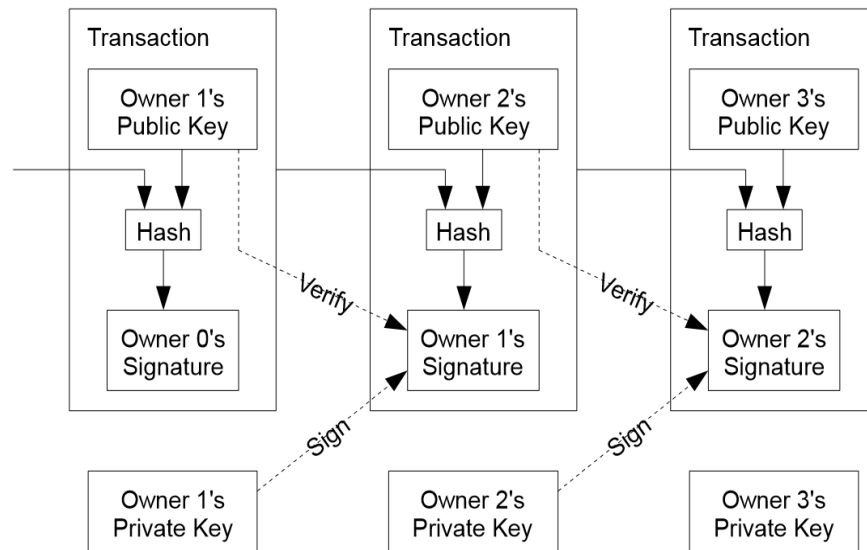 Transaction
Transaction
Transaction
Owner 1's
Public Key
Owner 2's
Public Key
Owner 3's
Public Key
Hash
Hash
Hash
Verify
Verify
Owner 0's
Signature
Owner 1's
Signature
Owner 2's
Signature
Sign
Sign
Owner 1's
Private Key
Owner 2's
Private Key
Owner 3's
Private Key